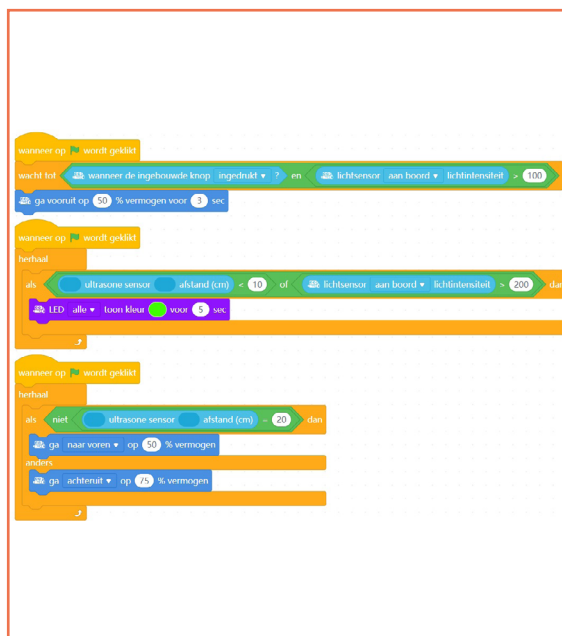 wanneer op wordt geklikt
wacht tot wanneer de ingebouwde knop ingedrukt ? en lichtsensor aan boord lichtintensiteit > 100
ga vooruit op 50 % vermogen voor 3 sec
wanneer op wordt geklikt
herhaal
als ultrasone sensor afstand (cm) < 10 of lichtsensor aan boord lichtintensiteit > 200 dan
LED alle toon kleur voor 5 sec
wanneer op wordt geklikt
herhaal
als niet ultrasone sensor afstand (cm) = 20 dan
ga naar voren op 50 % vermogen
anders
ga achteruit op 75 % vermogen